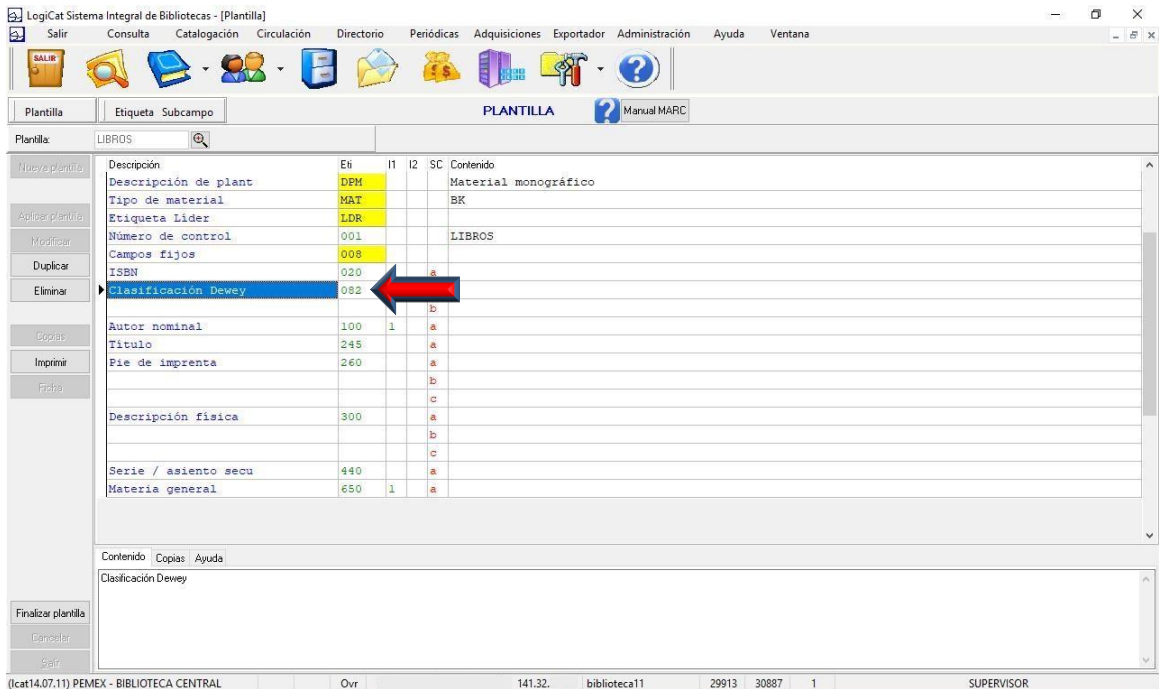 LogiCat Sistema Integral de Bibliotecas - [Plantilla]
Salir Consulta Catalogación Circulación Directorio Periódicas Adquisiciones Exportador Administración Ayuda Ventana
SALIR
Plantilla Etiqueta Subcampo PLANTILLA ? Manual MARC
Plantilla: LIBROS
Nueva plantilla
Aplicar plantilla
Modificar
Duplicar
Eliminar
Copias
Imprimir
Ficha
Descripción Eti I1 I2 SC Contenido
Descripción de plant DPM Material monográfico
Tipo de material MAT BK
Etiqueta Líder LDR
Número de control 001 LIBROS
Campos fijos 008
ISBN 020 a
Clasificación Dewey 082
b
Autor nominal 100 1 a
Título 245 a
Pie de imprenta 260 a
b
c
Descripción física 300 a
b
c
Serie / asiento secu 440 a
Materia general 650 1 a
Contenido Copias Ayuda
Clasificación Dewey
Finalizar plantilla
Cancelar
Salir
(lcat14.07.11) PEMEX - BIBLIOTECA CENTRAL Ovr 141.32. biblioteca11 29913 30887 1 SUPERVISOR